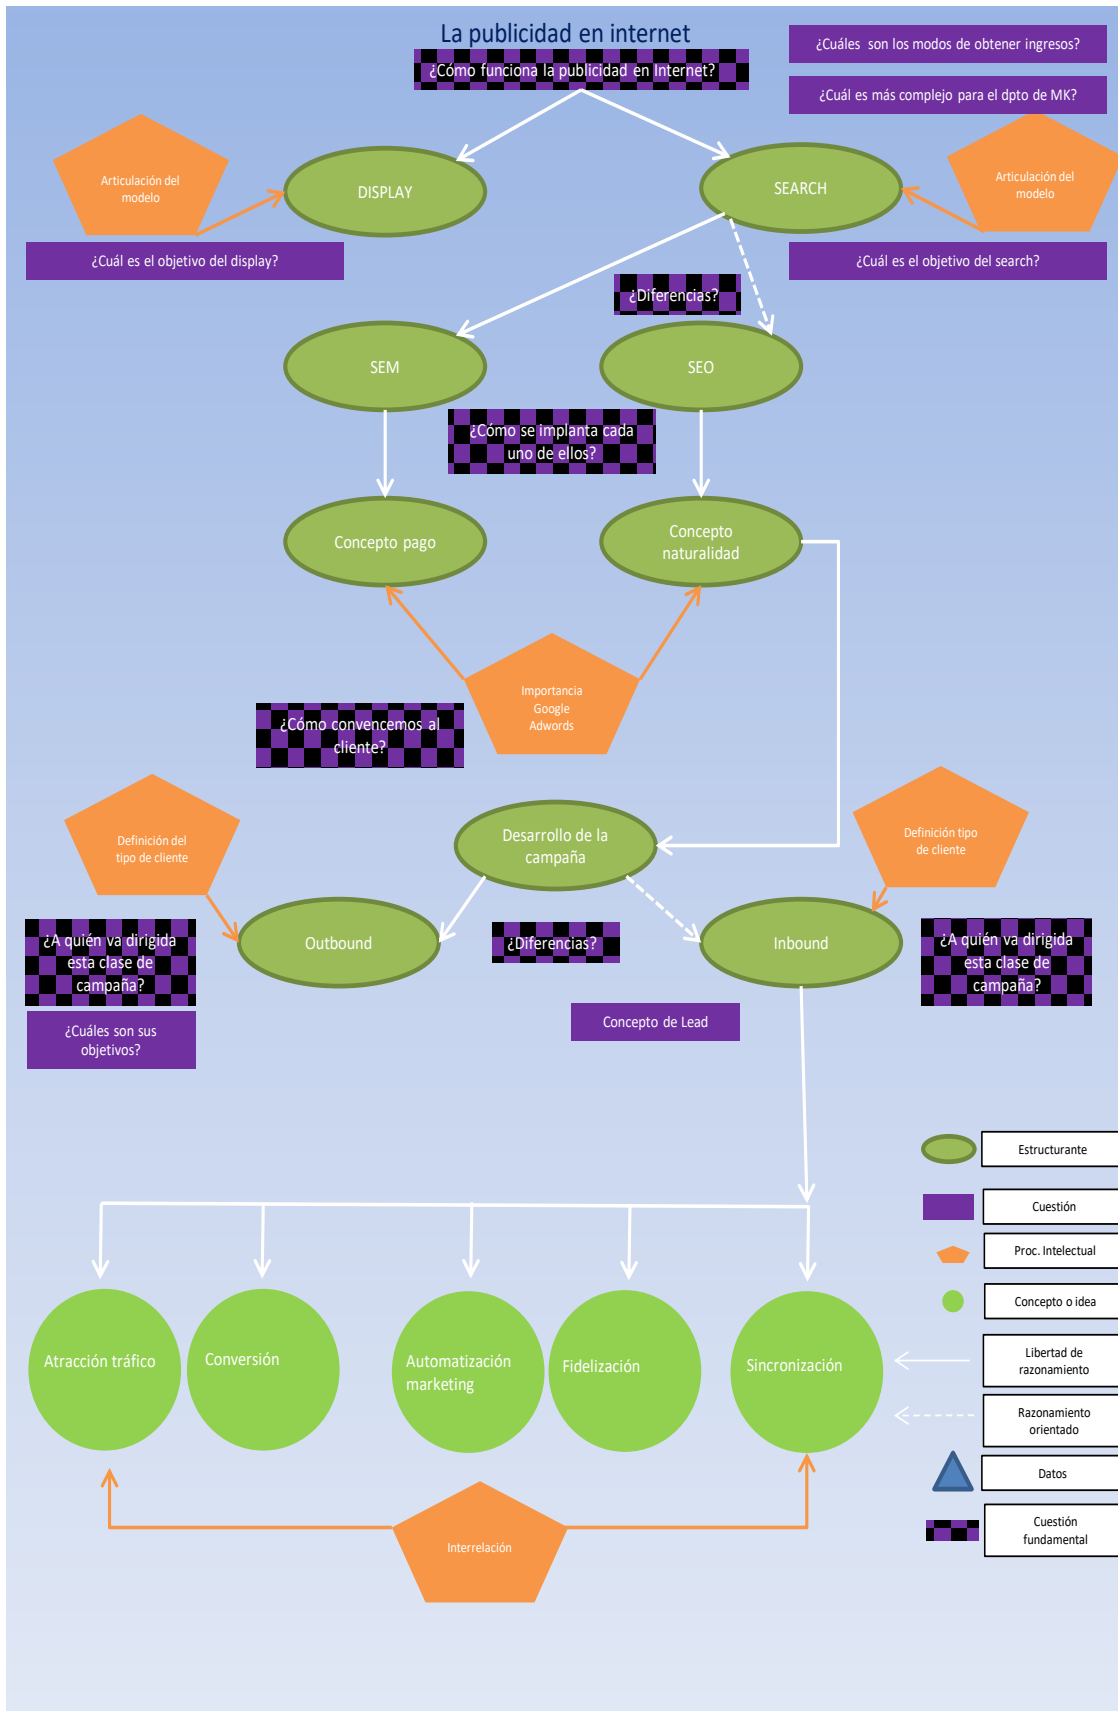 La publicidad en internet
¿Cómo funciona la publicidad en Internet?
¿Cuáles son los modos de obtener ingresos?
¿Cuál es más complejo para el dpto de MK?
Articulación del
modelo
DISPLAY
SEARCH
Articulación del
modelo
¿Cuál es el objetivo del display?
¿Cuál es el objetivo del search?
¿Diferencias?
SEM
SEO
¿Cómo se implanta cada
uno de ellos?
Concepto pago
Concepto
naturalidad
Importancia
Google
Adwords
¿Cómo convencemos al
cliente?
Definición del
tipo de cliente
Desarrollo de la
campaña
Definición tipo
de cliente
¿A quién va dirigida
esta clase de
campaña?
Outbound
¿Diferencias?
Inbound
¿A quién va dirigida
esta clase de
campaña?
¿Cuáles son sus
objetivos?
Concepto de Lead
Estructurante
Cuestión
Proc. Intelectual
Concepto o idea
Libertad de
razonamiento
Razonamiento
orientado
Datos
Cuestión
fundamental
Atracción tráfico
Conversión
Automatización
marketing
Fidelización
Sincronización
Interrelación